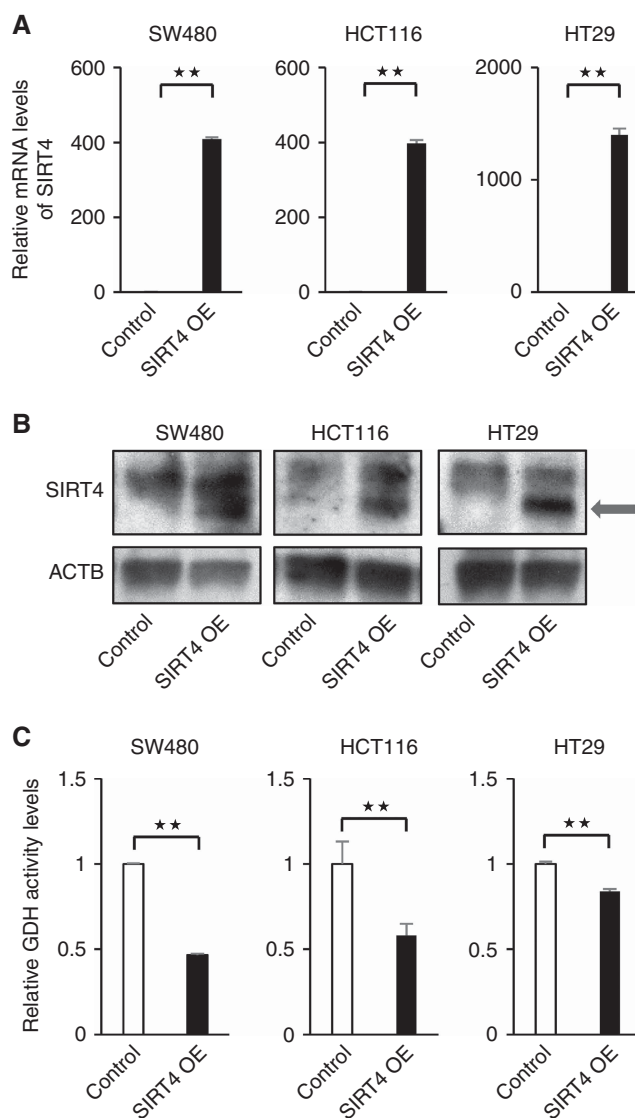 A
SW480
HCT116
HT29
Relative mRNA levels
of SIRT4
600
400
200
0
★★
Control
SIRT4 OE
600
400
200
0
★★
Control
SIRT4 OE
2000
1000
0
★★
Control
SIRT4 OE
B
SW480
HCT116
HT29
SIRT4
ACTB
Control
SIRT4 OE
Control
SIRT4 OE
Control
SIRT4 OE
C
SW480
HCT116
HT29
Relative GDH activity levels
1.5
1
0.5
0
★★
Control
SIRT4 OE
1.5
1
0.5
0
★★
Control
SIRT4 OE
1.5
1
0.5
0
★★
Control
SIRT4 OE